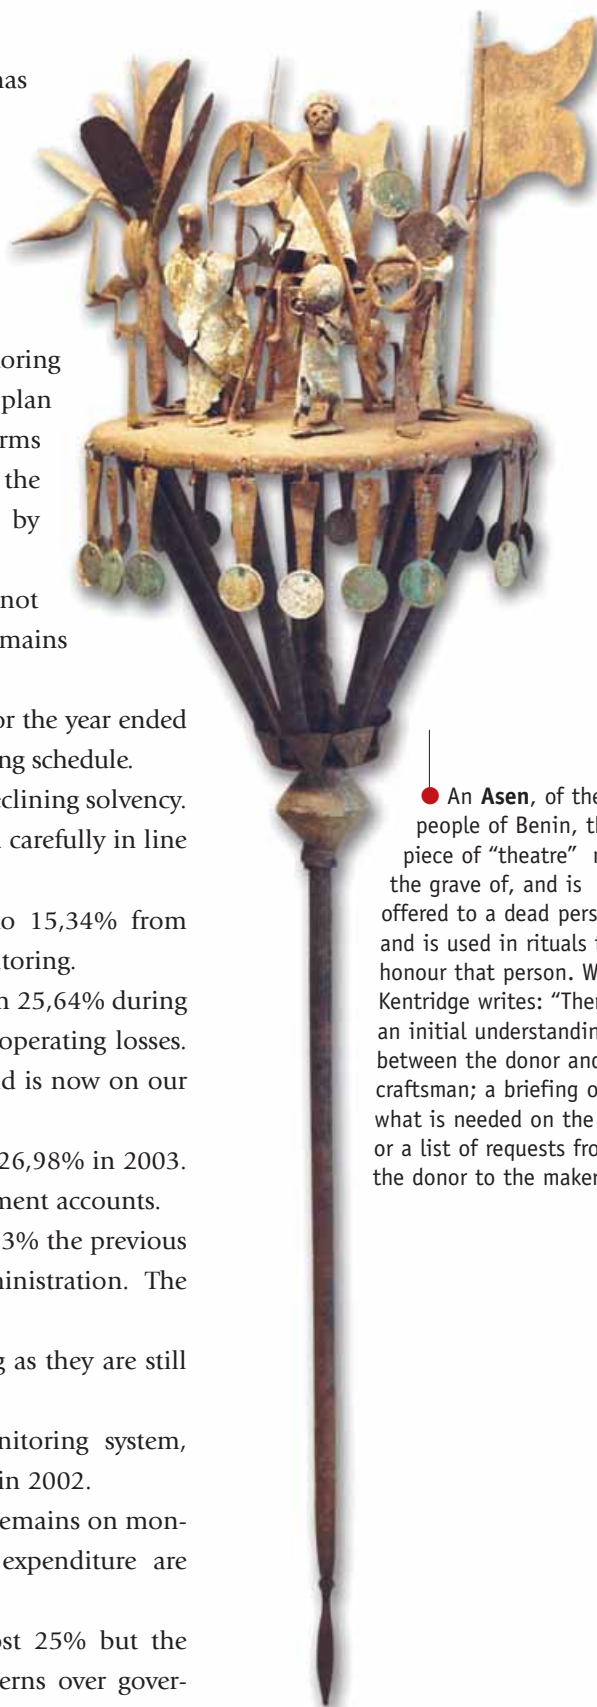 has
oring
plan
rms
the
by
not
mains
or the year ended
ng schedule.
clining solvency.
carefully in line
o 15,34% from
toring.
n 25,64% during
operating losses.
d is now on our
26,98% in 2003.
ment accounts.
3% the previous
ministration. The
g as they are still
nitoring system,
in 2002.
remains on mon-
expenditure are
ost 25% but the
erns over gover-
An Asen, of the
people of Benin, th
piece of “theatre”
the grave of, and is
offered to a dead pers
and is used in rituals t
honour that person. W
Kentridge writes: “Ther
an initial understandin
between the donor and
craftsman; a briefing o
what is needed on the
or a list of requests fro
the donor to the maker